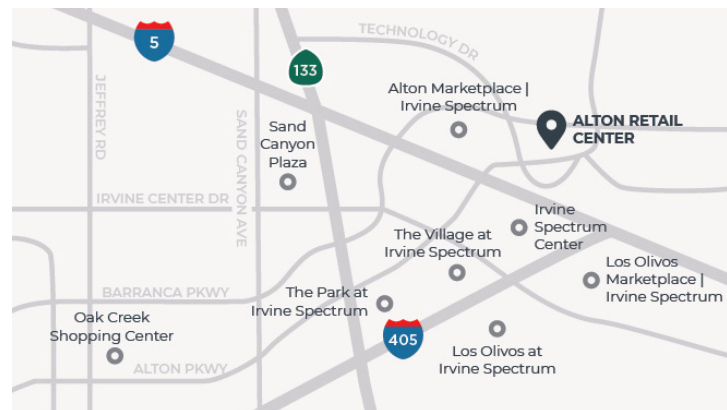 TECHNOLOGY DR
5
133
JEFFREY RD
SAND CANYON AVE
Alton Marketplace |
Irvine Spectrum
ALTON RETAIL
CENTER
Sand
Canyon
Plaza
IRVINE CENTER DR
Irvine
Spectrum
Center
The Village at
Irvine Spectrum
Los Olivos
Marketplace |
Irvine Spectrum
BARRANCA PKWY
The Park at
Irvine Spectrum
Oak Creek
Shopping Center
405
Los Olivos at
Irvine Spectrum
ALTON PKWY